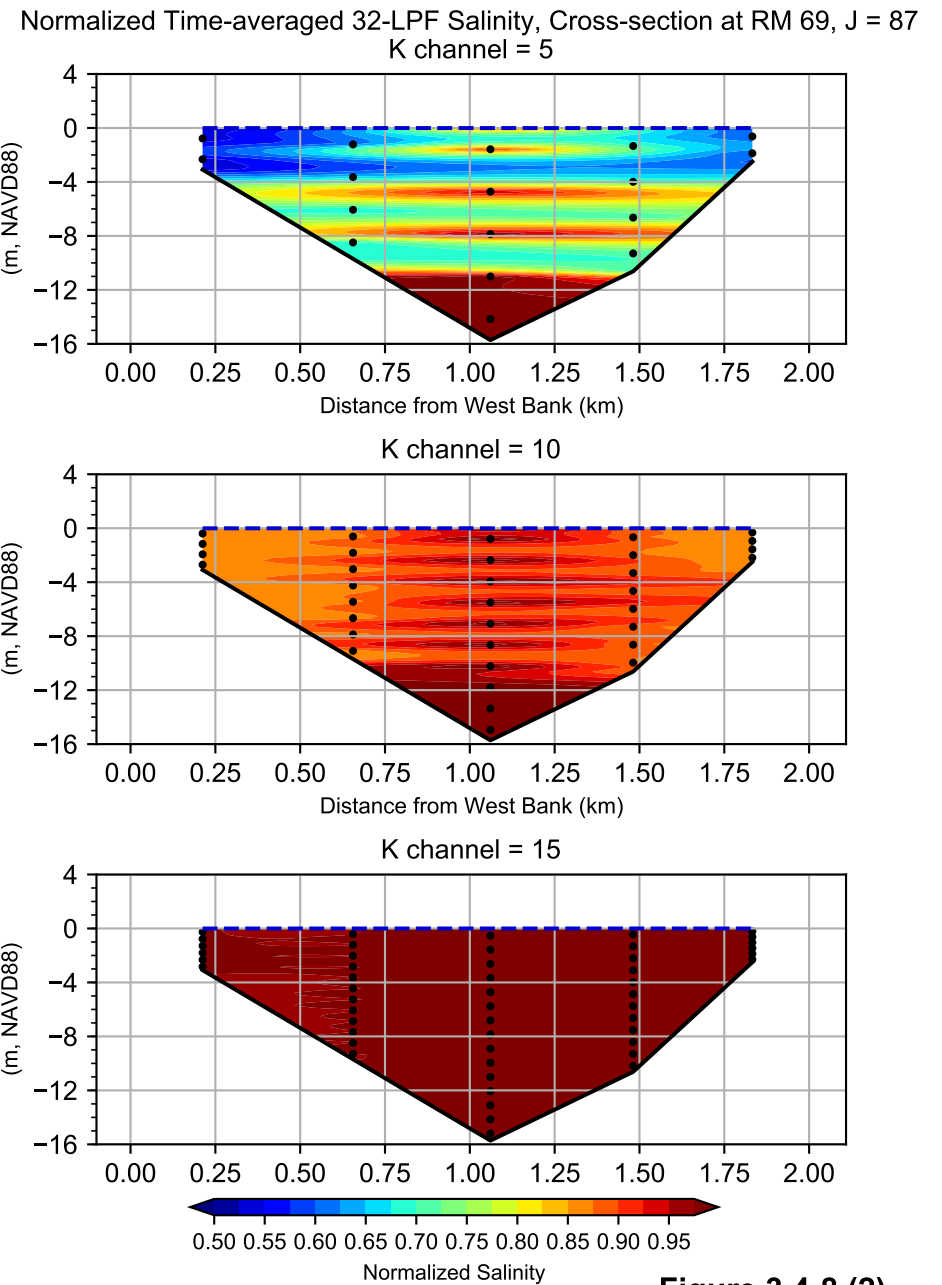 Normalized Time-averaged 32-LPF Salinity, Cross-section at RM 69, J = 87
K channel = 5
4
0
−4
−8
−12
−16
(m, NAVD88)
0.00 0.25 0.50 0.75 1.00 1.25 1.50 1.75 2.00
Distance from West Bank (km)
K channel = 10
4
0
−4
−8
−12
−16
(m, NAVD88)
0.00 0.25 0.50 0.75 1.00 1.25 1.50 1.75 2.00
Distance from West Bank (km)
K channel = 15
4
0
−4
−8
−12
−16
(m, NAVD88)
0.00 0.25 0.50 0.75 1.00 1.25 1.50 1.75 2.00
0.50 0.55 0.60 0.65 0.70 0.75 0.80 0.85 0.90 0.95
Normalized Salinity